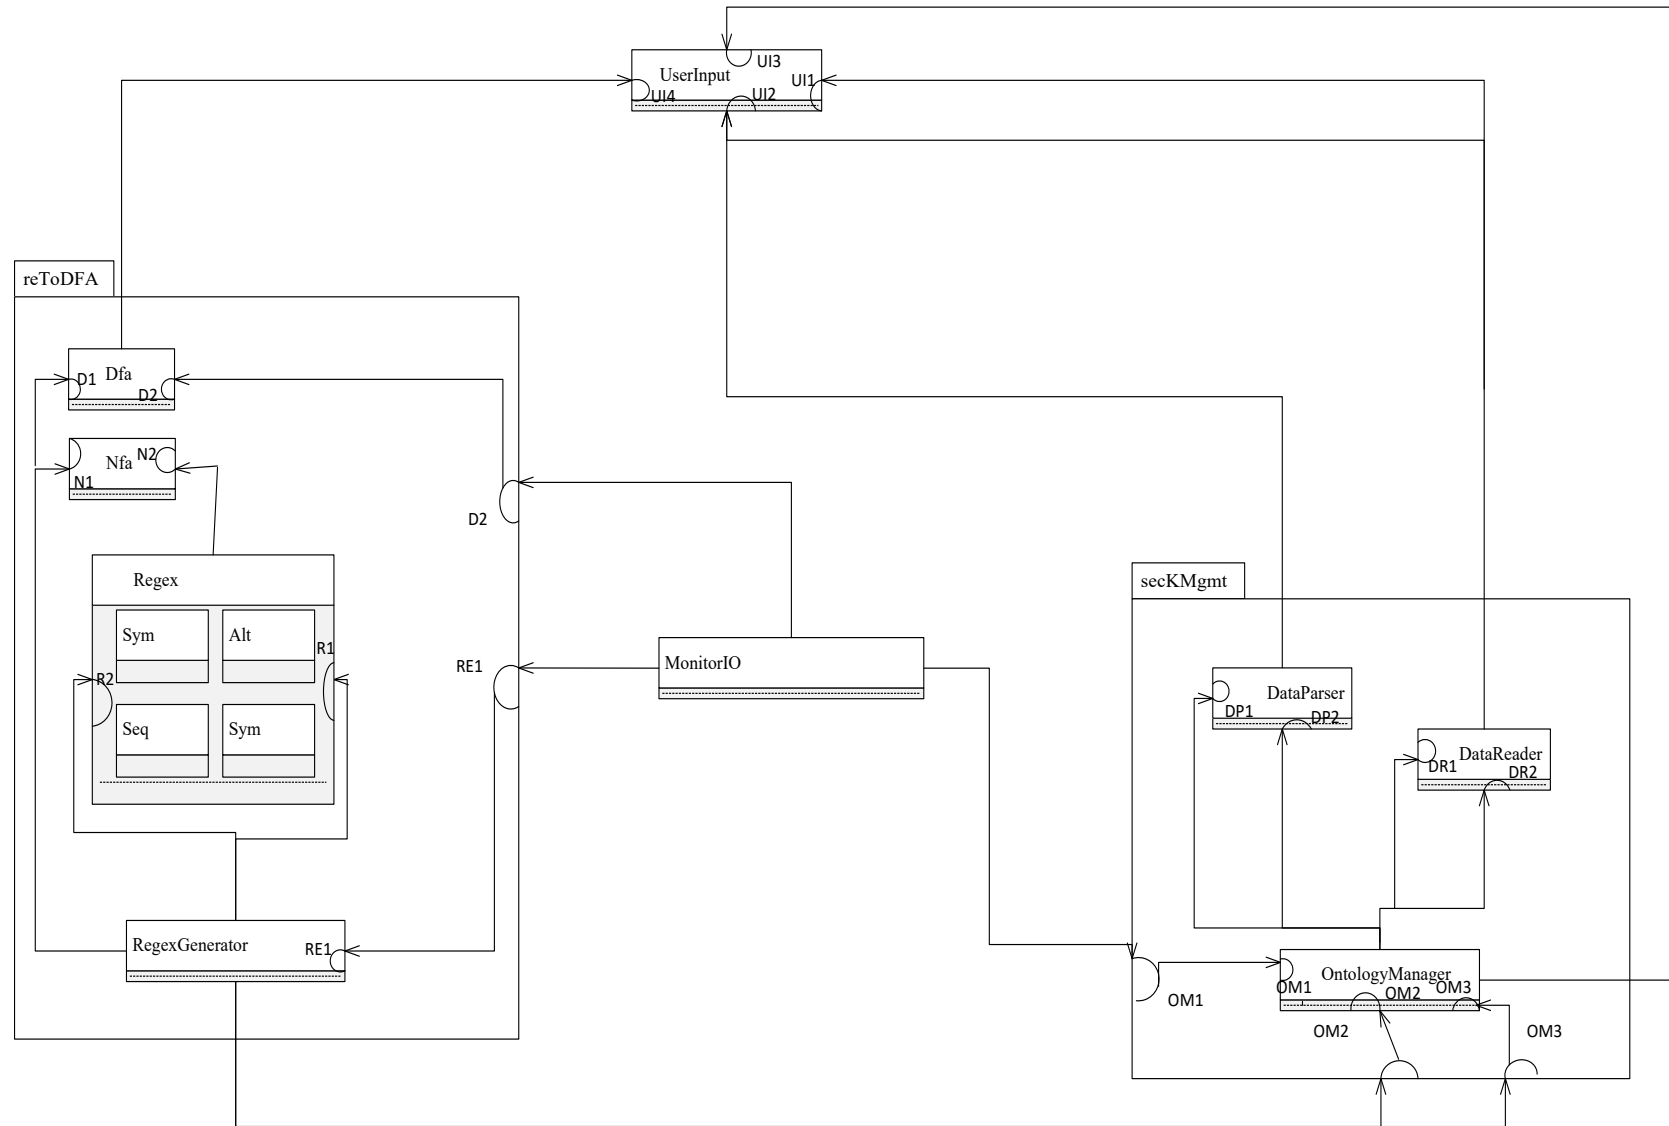 UI3
UserInput
UI1
UI4
UI2
reToDFA
Dfa
D1
D2
Nfa
N2
N1
D2
Regex
Sym
Alt
R1
R2
Seq
Sym
RE1
MonitorIO
RegexGenerator
RE1
secKMgmt
DataParser
DP1
DP2
DataReader
DR1
DR2
OntologyManager
OM1
OM2
OM3
OM1
OM2
OM3